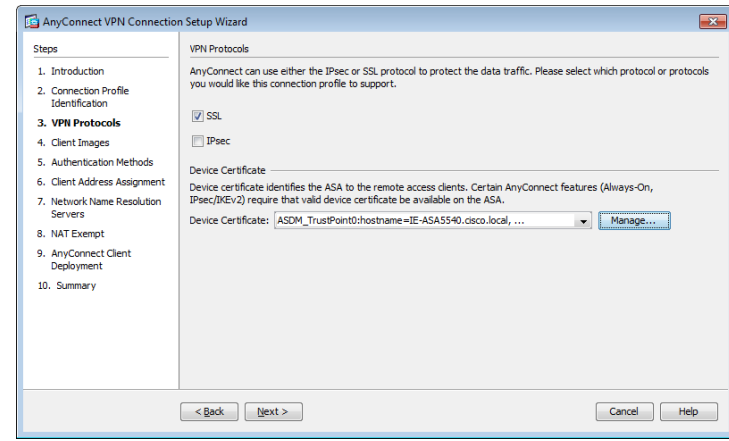 AnyConnect VPN Connection Setup Wizard
Steps
1. Introduction
2. Connection Profile
Identification
3. VPN Protocols
4. Client Images
5. Authentication Methods
6. Client Address Assignment
7. Network Name Resolution
Servers
8. NAT Exempt
9. AnyConnect Client
Deployment
10. Summary
VPN Protocols
AnyConnect can use either the IPsec or SSL protocol to protect the data traffic. Please select which protocol or protocols
you would like this connection profile to support.
SSL
IPsec
Device Certificate
Device certificate identifies the ASA to the remote access clients. Certain AnyConnect features (Always-On,
IPsec/IKEv2) require that valid device certificate be available on the ASA.
Device Certificate: ASDM_TrustPoint0:hostname=IE-ASA5540.cisco.local, ... Manage...
< Back Next > Cancel Help